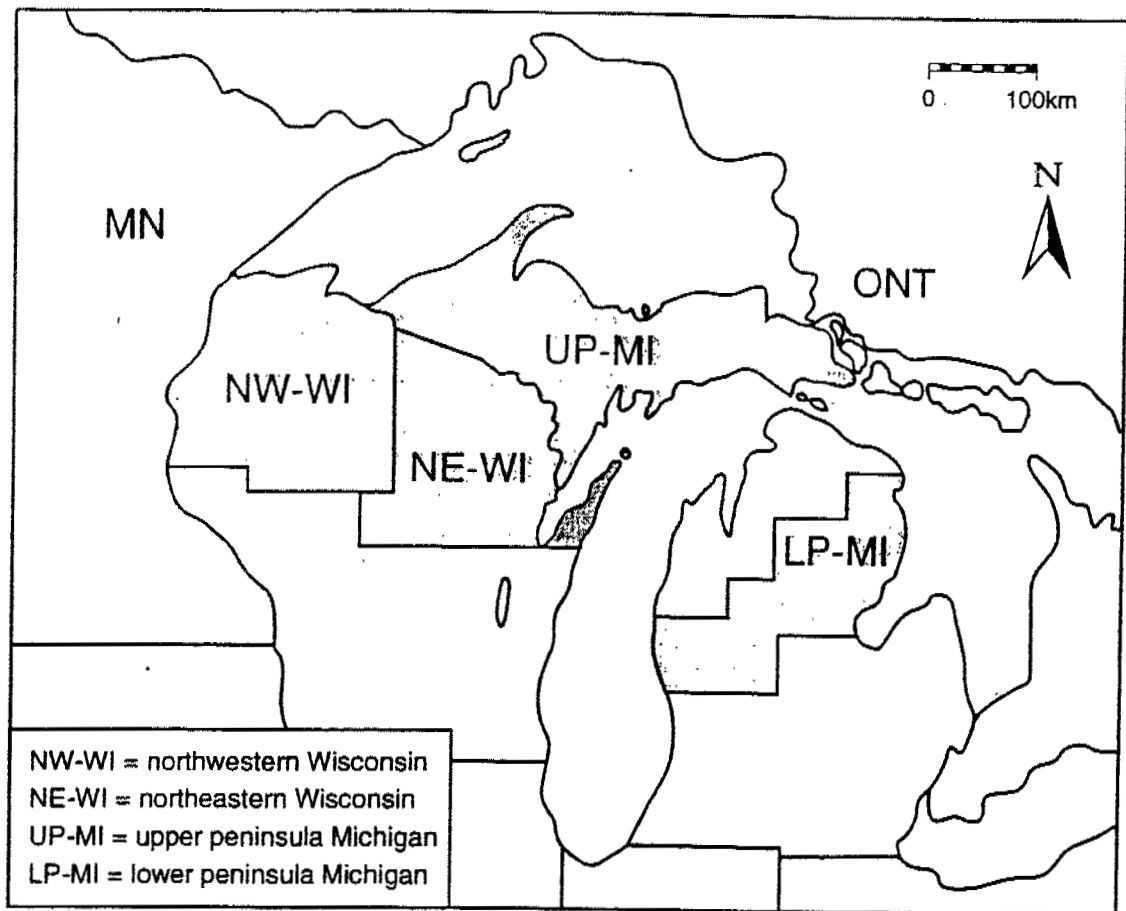 0 100km
N
MN
ONT
UP-MI
NW-WI
NE-WI
LP-MI
NW-WI = northwestern Wisconsin
NE-WI = northeastern Wisconsin
UP-MI = upper peninsula Michigan
LP-MI = lower peninsula Michigan